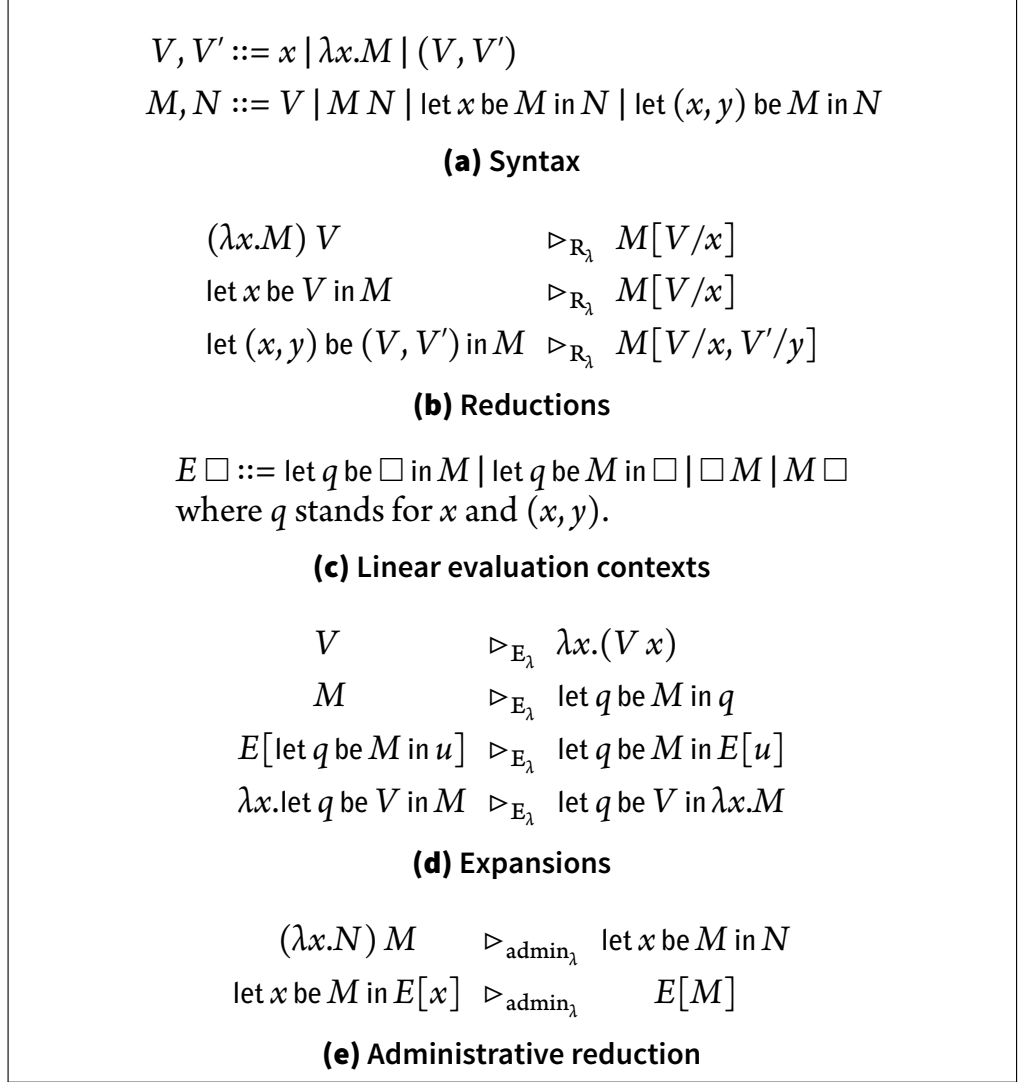 V, V′ ::= x | λx.M | (V, V′)
M, N ::= V | M N | let x be M in N | let (x, y) be M in N
(a) Syntax
(λx.M) V ▷Rλ M[V/x]
let x be V in M ▷Rλ M[V/x]
let (x, y) be (V, V′) in M ▷Rλ M[V/x, V′/y]
(b) Reductions
E □ ::= let q be □ in M | let q be M in □ | □ M | M □
where q stands for x and (x, y).
(c) Linear evaluation contexts
V ▷Eλ λx.(V x)
M ▷Eλ let q be M in q
E[let q be M in u] ▷Eλ let q be M in E[u]
λx.let q be V in M ▷Eλ let q be V in λx.M
(d) Expansions
(λx.N) M ▷adminλ let x be M in N
let x be M in E[x] ▷adminλ E[M]
(e) Administrative reduction